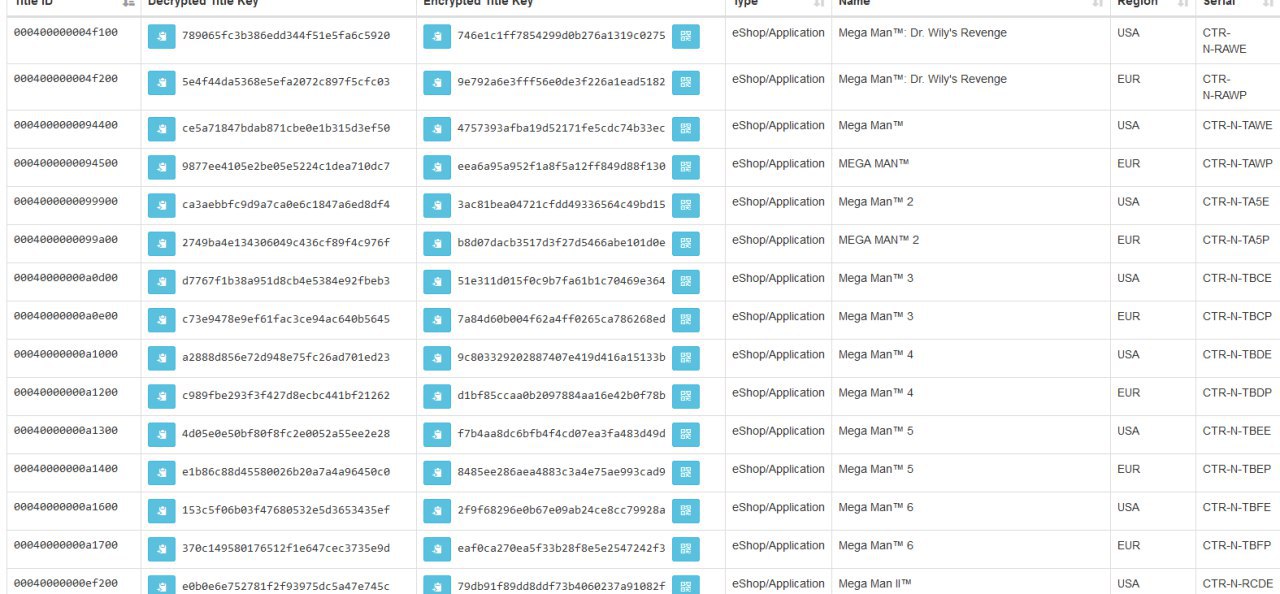 Title ID Decrypted Title Key Encrypted Title Key Type Name Region Serial
000400000004f100 789065fc3b386edd344f51e5fa6c5920 746e1c1ff7854299d0b276a1319c0275 eShop/Application Mega Man™: Dr. Wily's Revenge USA CTR-
N-RAWE
000400000004f200 5e4f44da5368e5efa2072c897f5cfc03 9e792a6e3fff56e0de3f226a1ead5182 eShop/Application Mega Man™: Dr. Wily's Revenge EUR CTR-
N-RAWP
0004000000094400 ce5a71847bdab871cbe0e1b315d3ef50 4757393afba19d52171fe5cdc74b33ec eShop/Application Mega Man™ USA CTR-N-TAWE
0004000000094500 9877ee4105e2be05e5224c1dea710dc7 eea6a95a952f1a8f5a12ff849d88f130 eShop/Application MEGA MAN™ EUR CTR-N-TAWP
0004000000099900 ca3aebbfc9d9a7ca0e6c1847a6ed8df4 3ac81bea04721cfdd49336564c49bd15 eShop/Application Mega Man™ 2 USA CTR-N-TA5E
0004000000099a00 2749ba4e134306049c436cf89f4c976f b8d07dacb3517d3f27d5466abe101d0e eShop/Application MEGA MAN™ 2 EUR CTR-N-TA5P
00040000000a0d00 d7767f1b38a951d8cb4e5384e92fbeb3 51e311d015f0c9b7fa61b1c70469e364 eShop/Application Mega Man™ 3 USA CTR-N-TBCE
00040000000a0e00 c73e9478e9ef61fac3ce94ac640b5645 7a84d60b004f62a4ff0265ca786268ed eShop/Application Mega Man™ 3 EUR CTR-N-TBCP
00040000000a1000 a2888d856e72d948e75fc26ad701ed23 9c803329202887407e419d416a15133b eShop/Application Mega Man™ 4 USA CTR-N-TBDE
00040000000a1200 c989fbe293f3f427d8ecbc441bf21262 d1bf85ccaa0b2097884aa16e42b0f78b eShop/Application Mega Man™ 4 EUR CTR-N-TBDP
00040000000a1300 4d05e0e50bf80f8fc2e0052a55ee2e28 f7b4aa8dc6bfb4f4cd07ea3fa483d49d eShop/Application Mega Man™ 5 USA CTR-N-TBEE
00040000000a1400 e1b86c88d45580026b20a7a4a96450c0 8485ee286aea4883c3a4e75ae993cad9 eShop/Application Mega Man™ 5 EUR CTR-N-TBEP
00040000000a1600 153c5f06b03f47680532e5d3653435ef 2f9f68296e0b67e09ab24ce8cc79928a eShop/Application Mega Man™ 6 USA CTR-N-TBFE
00040000000a1700 370c149580176512f1e647cec3735e9d eaf0ca270ea5f33b28f8e5e2547242f3 eShop/Application Mega Man™ 6 EUR CTR-N-TBFP
00040000000ef200 e0b0e6e752781f2f93975dc5a47e745c 79db91f89dd8ddf73b4060237a91082f eShop/Application Mega Man II™ USA CTR-N-RCDE